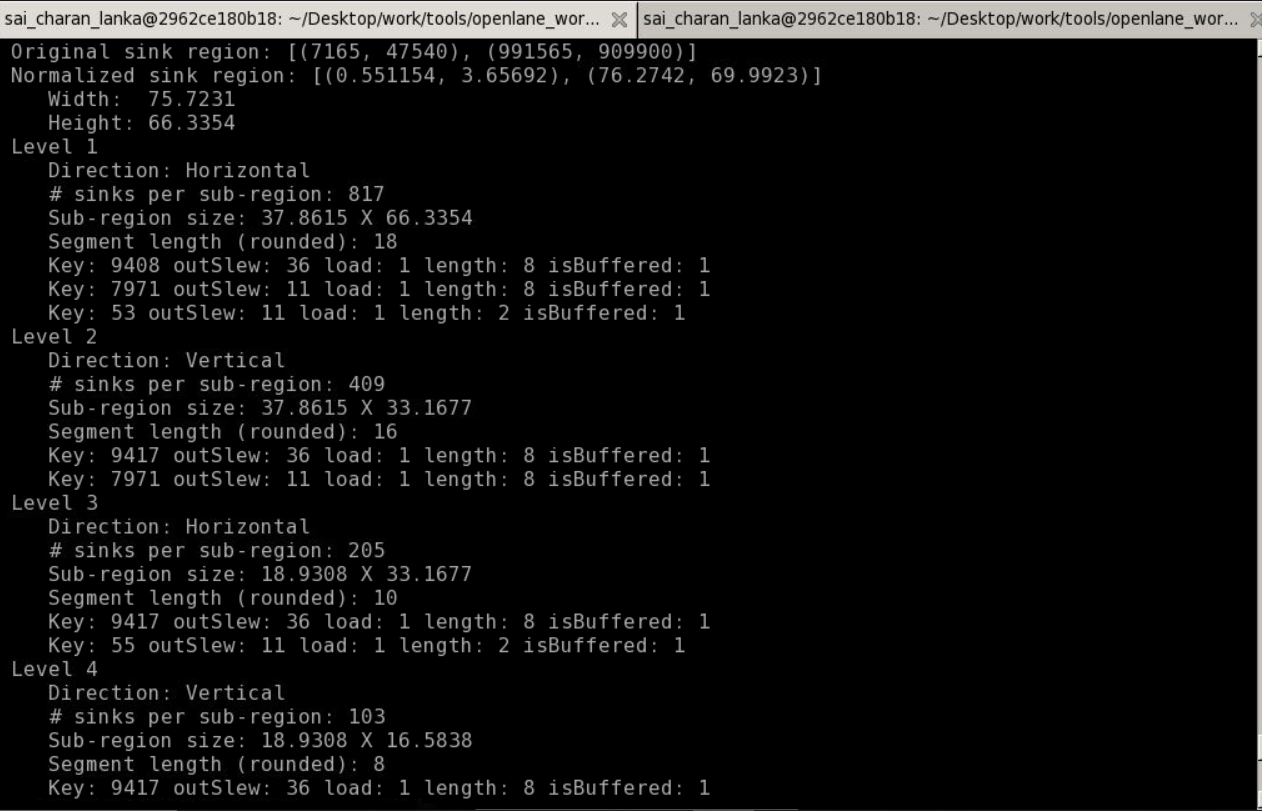 sai_charan_lanka@2962ce180b18: ~/Desktop/work/tools/openlane_wor... sai_charan_lanka@2962ce180b18: ~/Desktop/work/tools/openlane_wor...
Original sink region: [(7165, 47540), (991565, 909900)]
Normalized sink region: [(0.551154, 3.65692), (76.2742, 69.9923)]
   Width:  75.7231
   Height: 66.3354
Level 1
   Direction: Horizontal
   # sinks per sub-region: 817
   Sub-region size: 37.8615 X 66.3354
   Segment length (rounded): 18
   Key: 9408 outSlew: 36 load: 1 length: 8 isBuffered: 1
   Key: 7971 outSlew: 11 load: 1 length: 8 isBuffered: 1
   Key: 53 outSlew: 11 load: 1 length: 2 isBuffered: 1
Level 2
   Direction: Vertical
   # sinks per sub-region: 409
   Sub-region size: 37.8615 X 33.1677
   Segment length (rounded): 16
   Key: 9417 outSlew: 36 load: 1 length: 8 isBuffered: 1
   Key: 7971 outSlew: 11 load: 1 length: 8 isBuffered: 1
Level 3
   Direction: Horizontal
   # sinks per sub-region: 205
   Sub-region size: 18.9308 X 33.1677
   Segment length (rounded): 10
   Key: 9417 outSlew: 36 load: 1 length: 8 isBuffered: 1
   Key: 55 outSlew: 11 load: 1 length: 2 isBuffered: 1
Level 4
   Direction: Vertical
   # sinks per sub-region: 103
   Sub-region size: 18.9308 X 16.5838
   Segment length (rounded): 8
   Key: 9417 outSlew: 36 load: 1 length: 8 isBuffered: 1